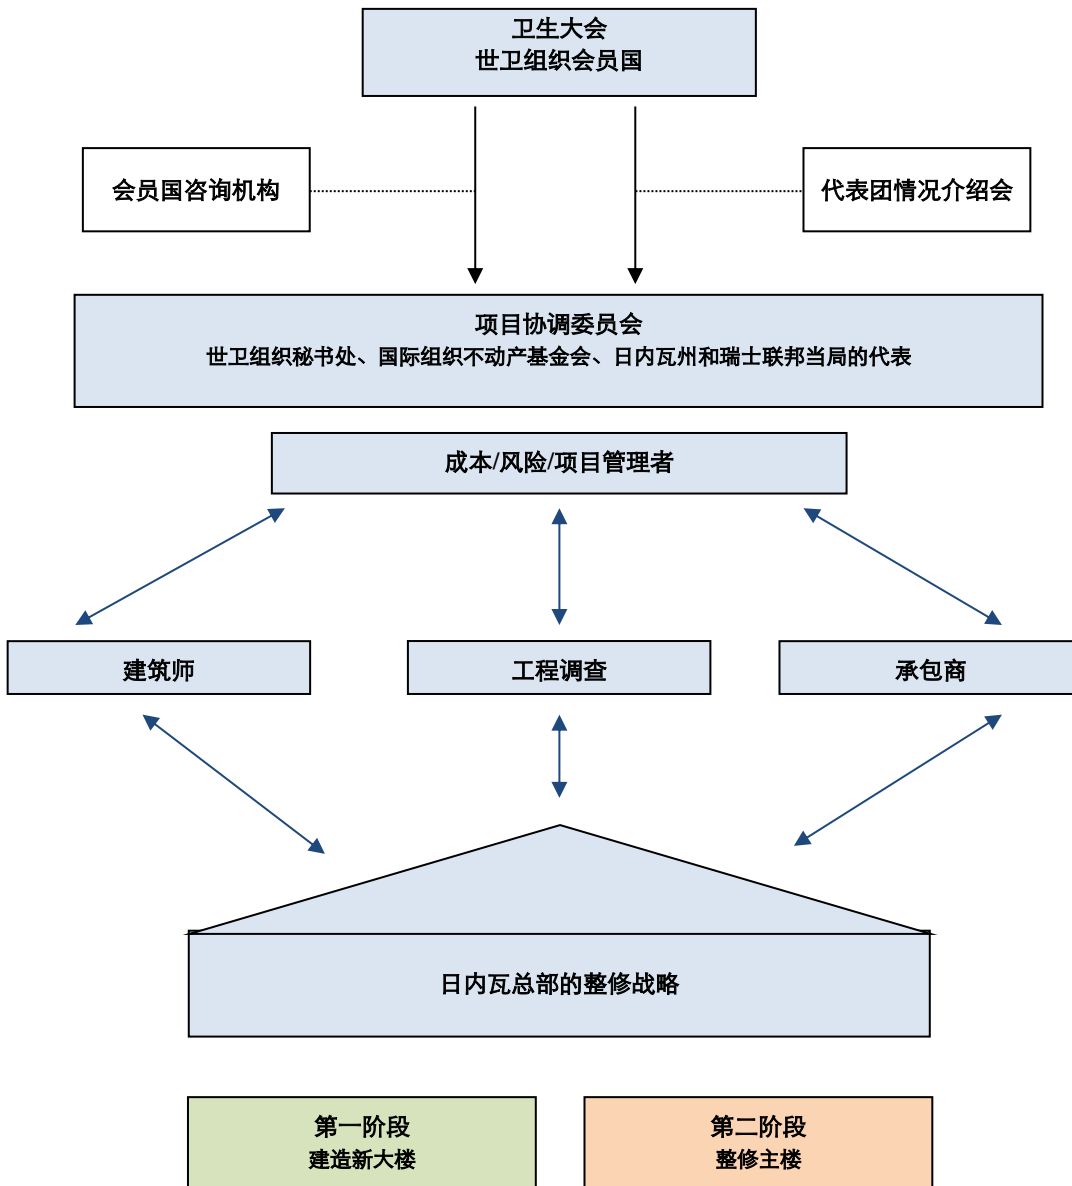 卫生大会
世卫组织会员国
会员国咨询机构
代表团情况介绍会
项目协调委员会
世卫组织秘书处、国际组织不动产基金会、日内瓦州和瑞士联邦当局的代表
成本/风险/项目管理者
建筑师
工程调查
承包商
日内瓦总部的整修战略
第一阶段
建造新大楼
第二阶段
整修主楼